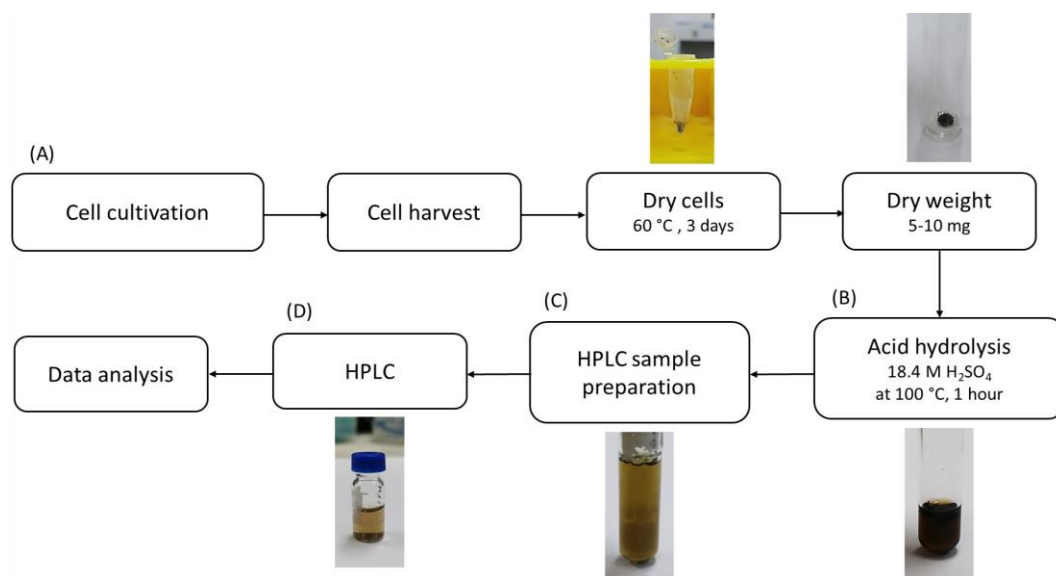 (A)
Cell cultivation
Cell harvest
Dry cells
60 °C , 3 days
Dry weight
5-10 mg
(B)
Acid hydrolysis
18.4 M H₂SO₄
at 100 °C, 1 hour
(C)
HPLC sample
preparation
(D)
HPLC
Data analysis